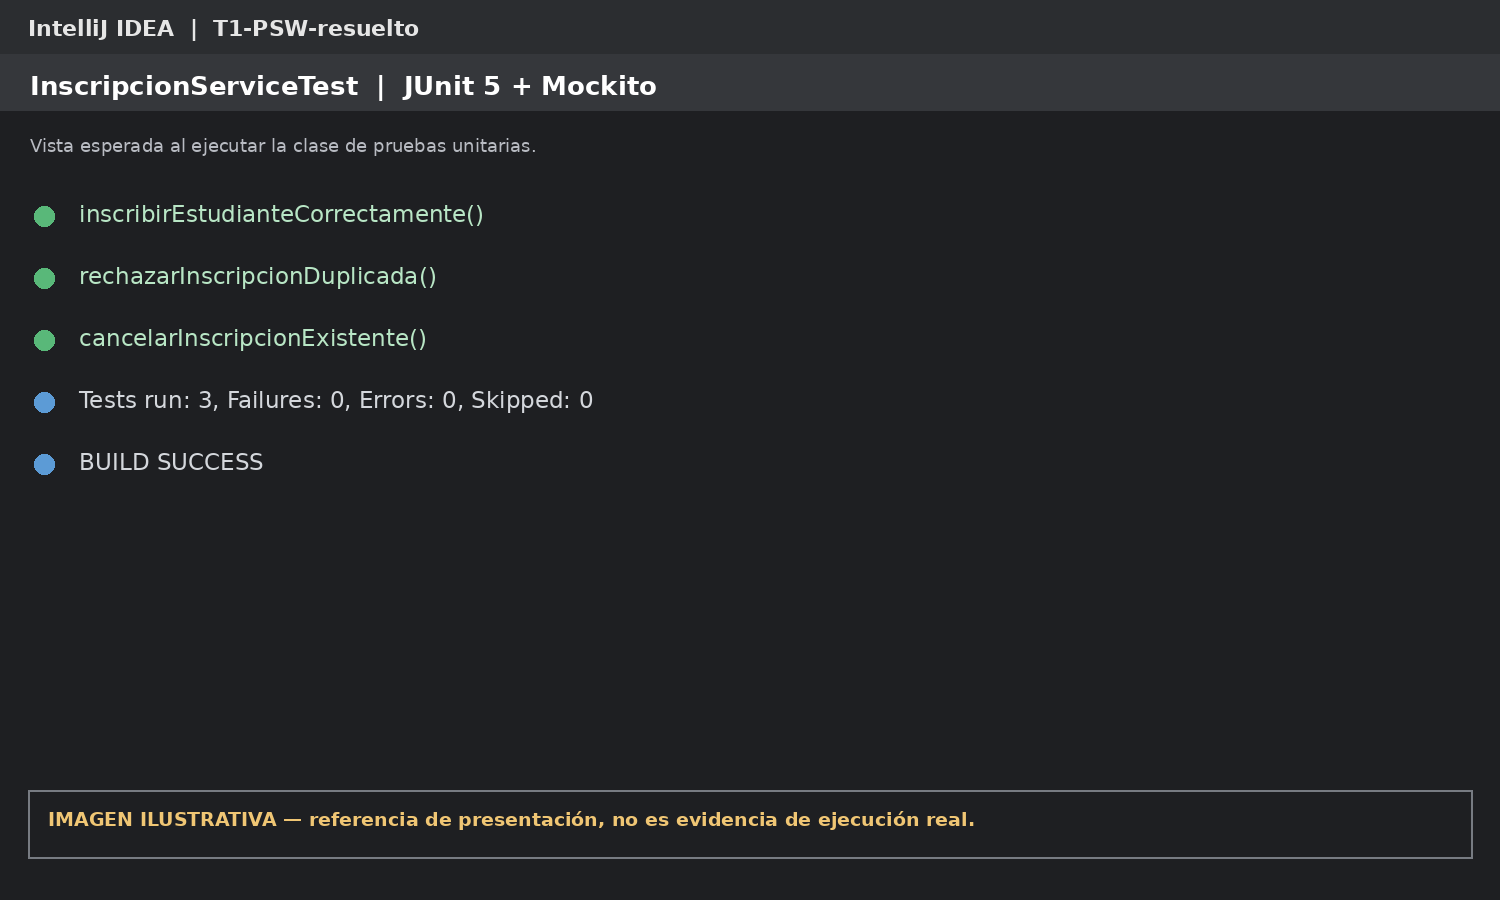 IntelliJ IDEA | T1-PSW-resuelto
InscripcionServiceTest | JUnit 5 + Mockito
Vista esperada al ejecutar la clase de pruebas unitarias.
inscribirEstudianteCorrectamente()
rechazarInscripcionDuplicada()
cancelarInscripcionExistente()
Tests run: 3, Failures: 0, Errors: 0, Skipped: 0
BUILD SUCCESS
IMAGEN ILUSTRATIVA — referencia de presentación, no es evidencia de ejecución real.